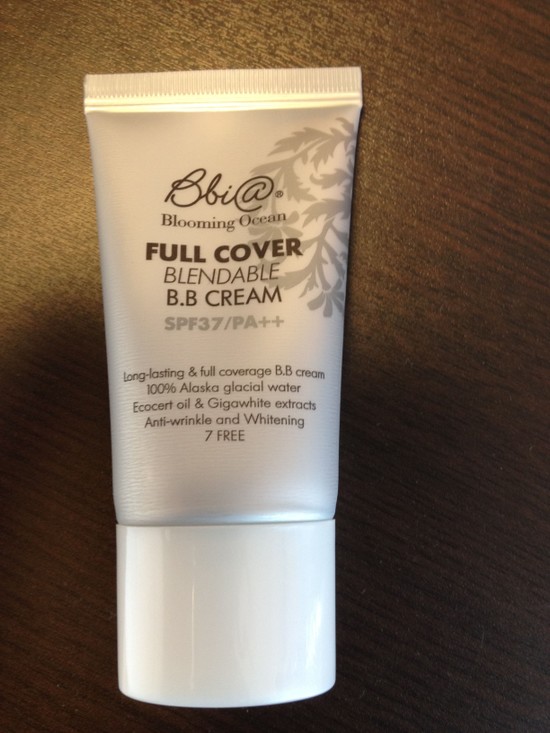 Bbi@®
Blooming Ocean
FULL COVER
BLENDABLE
B.B CREAM
SPF37/PA++
Long-lasting & full coverage B.B cream
100% Alaska glacial water
Ecocert oil & Gigawhite extracts
Anti-wrinkle and Whitening
7 FREE